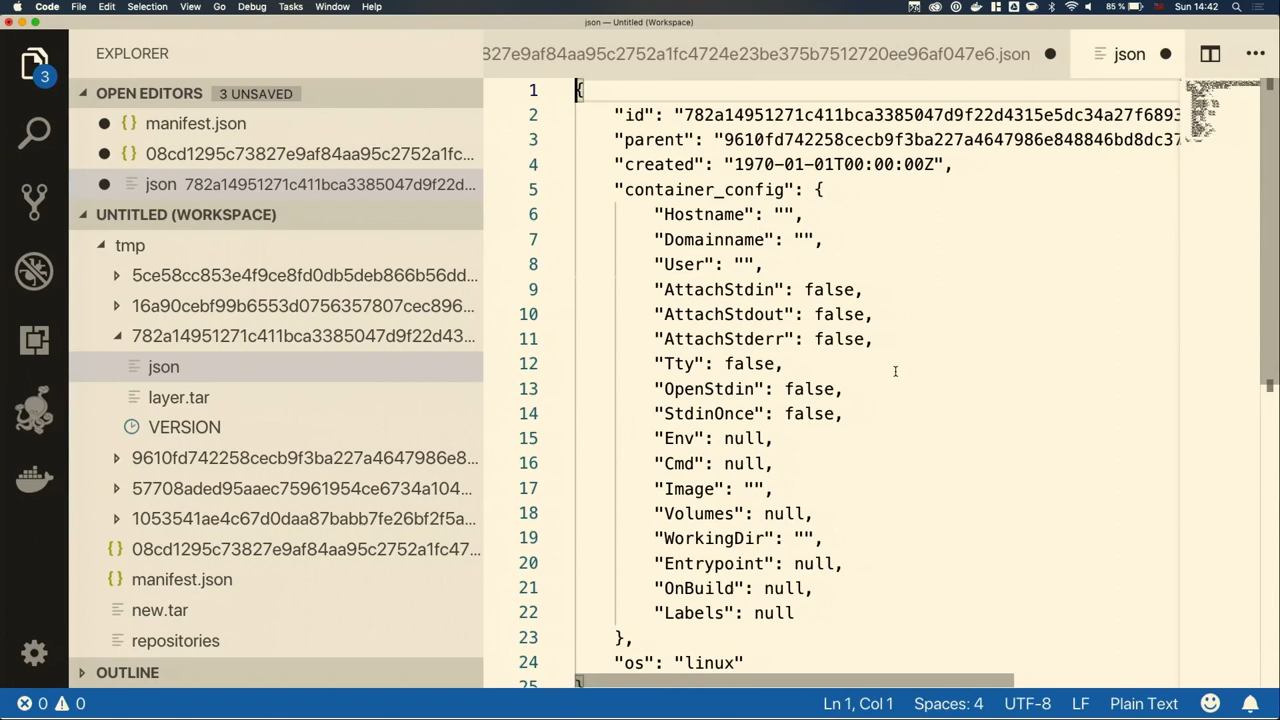 Code File Edit Selection View Go Debug Tasks Window Help 85 % Sun 14:42
json — Untitled (Workspace)
EXPLORER
827e9af84aa95c2752a1fc4724e23be375b7512720ee96af047e6.json
json
OPEN EDITORS 3 UNSAVED
manifest.json
08cd1295c73827e9af84aa95c2752a1fc...
json 782a14951271c411bca3385047d9f22d...
UNTITLED (WORKSPACE)
tmp
5ce58cc853e4f9ce8fd0db5deb866b56dd...
16a90cebf99b6553d0756357807cec896...
782a14951271c411bca3385047d9f22d43...
json
layer.tar
VERSION
9610fd742258cecb9f3ba227a4647986e8...
57708aded95aaec75961954ce6734a104...
1053541ae4c67d0daa87babb7fe26bf2f5a...
08cd1295c73827e9af84aa95c2752a1fc47...
manifest.json
new.tar
repositories
OUTLINE
3
1 {
2 "id": "782a14951271c411bca3385047d9f22d4315e5dc34a27f6893
3 "parent": "9610fd742258cecb9f3ba227a4647986e848846bd8dc37
4 "created": "1970-01-01T00:00:00Z",
5 "container_config": {
6 "Hostname": "",
7 "Domainname": "",
8 "User": "",
9 "AttachStdin": false,
10 "AttachStdout": false,
11 "AttachStderr": false,
12 "Tty": false,
13 "OpenStdin": false,
14 "StdinOnce": false,
15 "Env": null,
16 "Cmd": null,
17 "Image": "",
18 "Volumes": null,
19 "WorkingDir": "",
20 "Entrypoint": null,
21 "OnBuild": null,
22 "Labels": null
23 },
24 "os": "linux"
25 }
0 0 Ln 1, Col 1 Spaces: 4 UTF-8 LF Plain Text